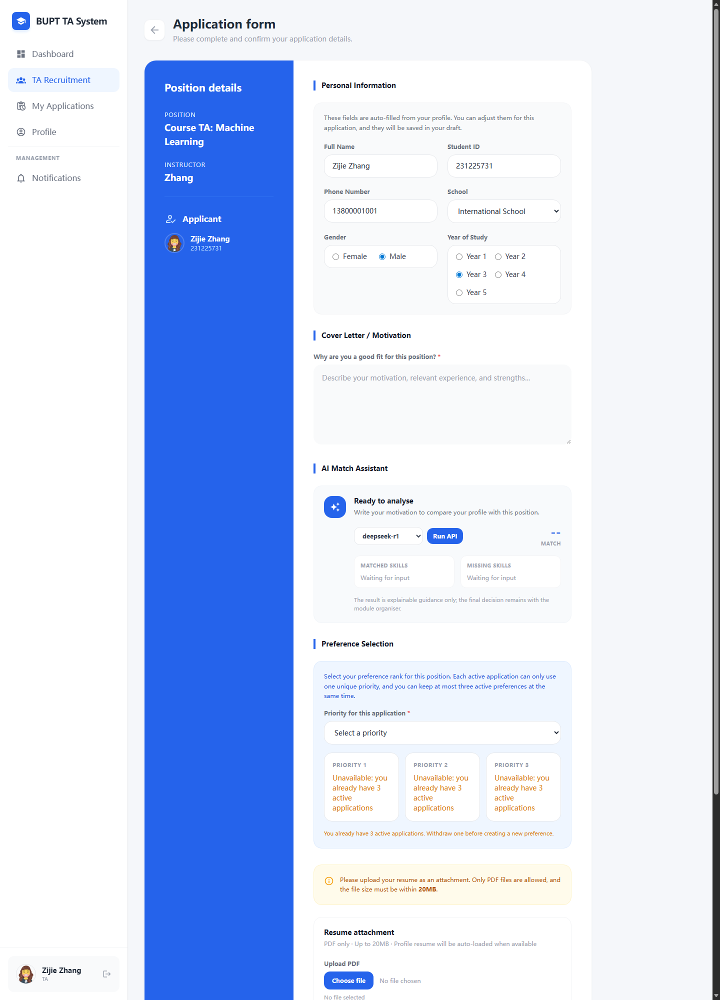 BUPT TA System
Dashboard
TA Recruitment
My Applications
Profile
MANAGEMENT
Notifications
Zijie Zhang
TA
Application form
Please complete and confirm your application details.
Position details
POSITION
Course TA: Machine
Learning
INSTRUCTOR
Zhang
Applicant
Zijie Zhang
231225731
Personal Information
These fields are auto-filled from your profile. You can adjust them for this
application, and they will be saved in your draft.
Full Name
Student ID
Zijie Zhang
231225731
Phone Number
School
13800001001
International School
Gender
Year of Study
Female
Male
Year 1
Year 2
Year 3
Year 4
Year 5
Cover Letter / Motivation
Why are you a good fit for this position? *
Describe your motivation, relevant experience, and strengths...
AI Match Assistant
Ready to analyse
Write your motivation to compare your profile with this position.
deepseek-r1
Run API
--
MATCH
MATCHED SKILLS
Waiting for input
MISSING SKILLS
Waiting for input
The result is explainable guidance only; the final decision remains with the
module organiser.
Preference Selection
Select your preference rank for this position. Each active application can only use
one unique priority, and you can keep at most three active preferences at the
same time.
Priority for this application *
Select a priority
PRIORITY 1
Unavailable: you
already have 3
active
applications
PRIORITY 2
Unavailable: you
already have 3
active
applications
PRIORITY 3
Unavailable: you
already have 3
active
applications
You already have 3 active applications. Withdraw one before creating a new preference.
Please upload your resume as an attachment. Only PDF files are allowed, and
the file size must be within 20MB.
Resume attachment
PDF only · Up to 20MB · Profile resume will be auto-loaded when available
Upload PDF
Choose file
No file chosen
No file selected